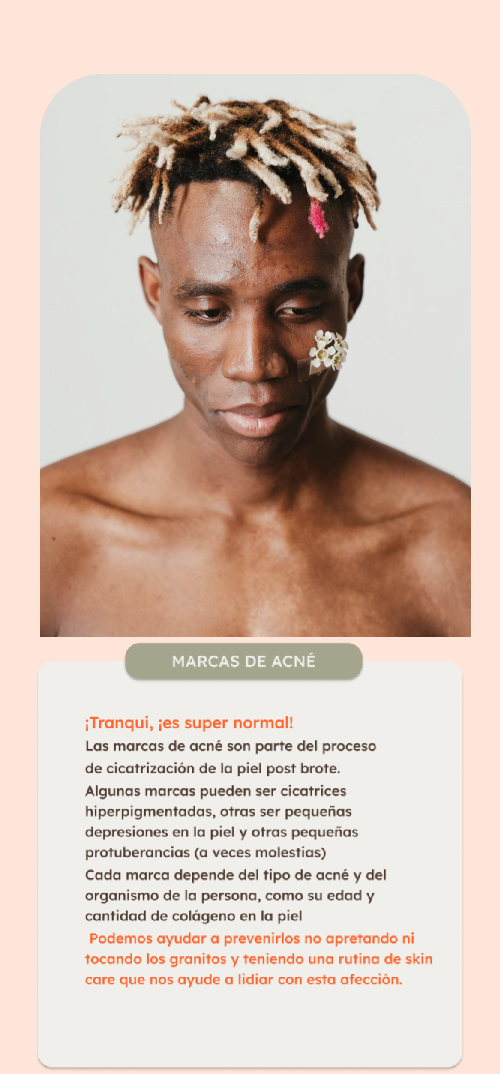 MARCAS DE ACNÉ
¡Tranqui, ¡es super normal!
Las marcas de acné son parte del proceso
de cicatrización de la piel post brote.
Algunas marcas pueden ser cicatrices
hiperpigmentadas, otras ser pequeñas
depresiones en la piel y otras pequeñas
protuberancias (a veces molestias)
Cada marca depende del tipo de acné y del
organismo de la persona, como su edad y
cantidad de colágeno en la piel
Podemos ayudar a prevenirlos no apretando ni
tocando los granitos y teniendo una rutina de skin
care que nos ayude a lidiar con esta afección.